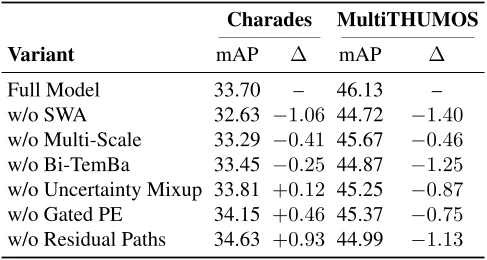 Charades MultiTHUMOS
Variant mAP Δ mAP Δ
Full Model 33.70 – 46.13 –
w/o SWA 32.63 −1.06 44.72 −1.40
w/o Multi-Scale 33.29 −0.41 45.67 −0.46
w/o Bi-TemBa 33.45 −0.25 44.87 −1.25
w/o Uncertainty Mixup 33.81 +0.12 45.25 −0.87
w/o Gated PE 34.15 +0.46 45.37 −0.75
w/o Residual Paths 34.63 +0.93 44.99 −1.13